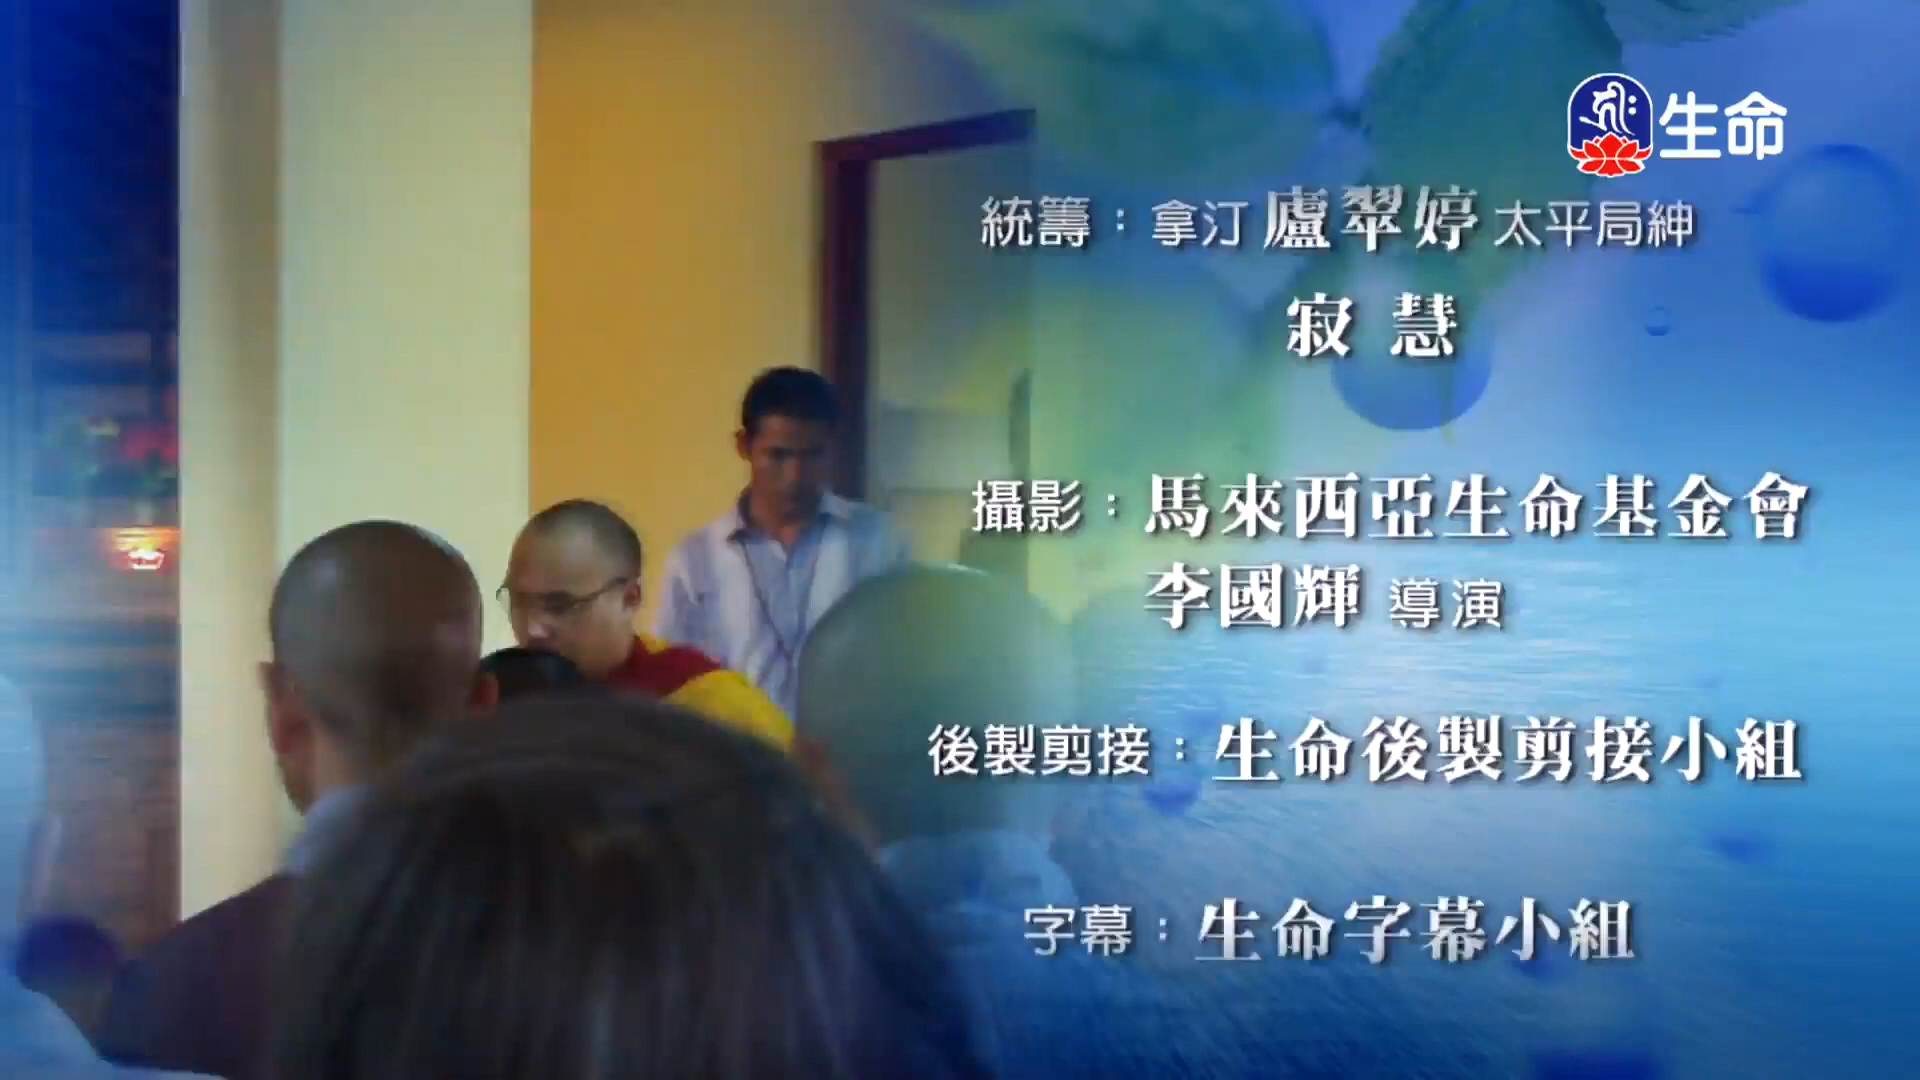 生命
統籌：拿汀 廬翠婷 太平局紳
寂 慧
攝影：馬來西亞生命基金會
李國輝 導演
後製剪接：生命後製剪接小組
字幕：生命字幕小組